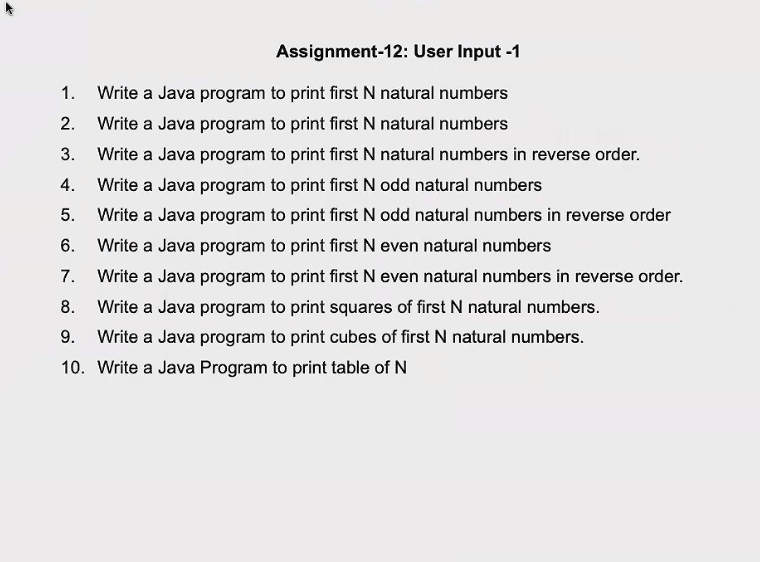 Assignment-12: User Input -1
1. Write a Java program to print first N natural numbers
2. Write a Java program to print first N natural numbers
3. Write a Java program to print first N natural numbers in reverse order.
4. Write a Java program to print first N odd natural numbers
5. Write a Java program to print first N odd natural numbers in reverse order
6. Write a Java program to print first N even natural numbers
7. Write a Java program to print first N even natural numbers in reverse order.
8. Write a Java program to print squares of first N natural numbers.
9. Write a Java program to print cubes of first N natural numbers.
10. Write a Java Program to print table of N